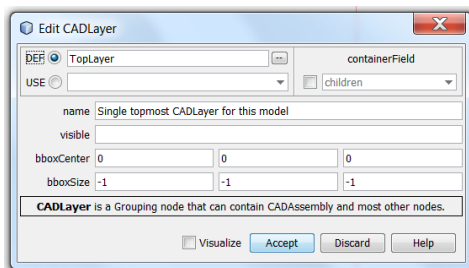 Edit CADLayer
DEF TopLayer -- containerField
USE children
name Single topmost CADLayer for this model
visible
bboxCenter 0 0 0
bboxSize -1 -1 -1
CADLayer is a Grouping node that can contain CADAssembly and most other nodes.
Visualize Accept Discard Help